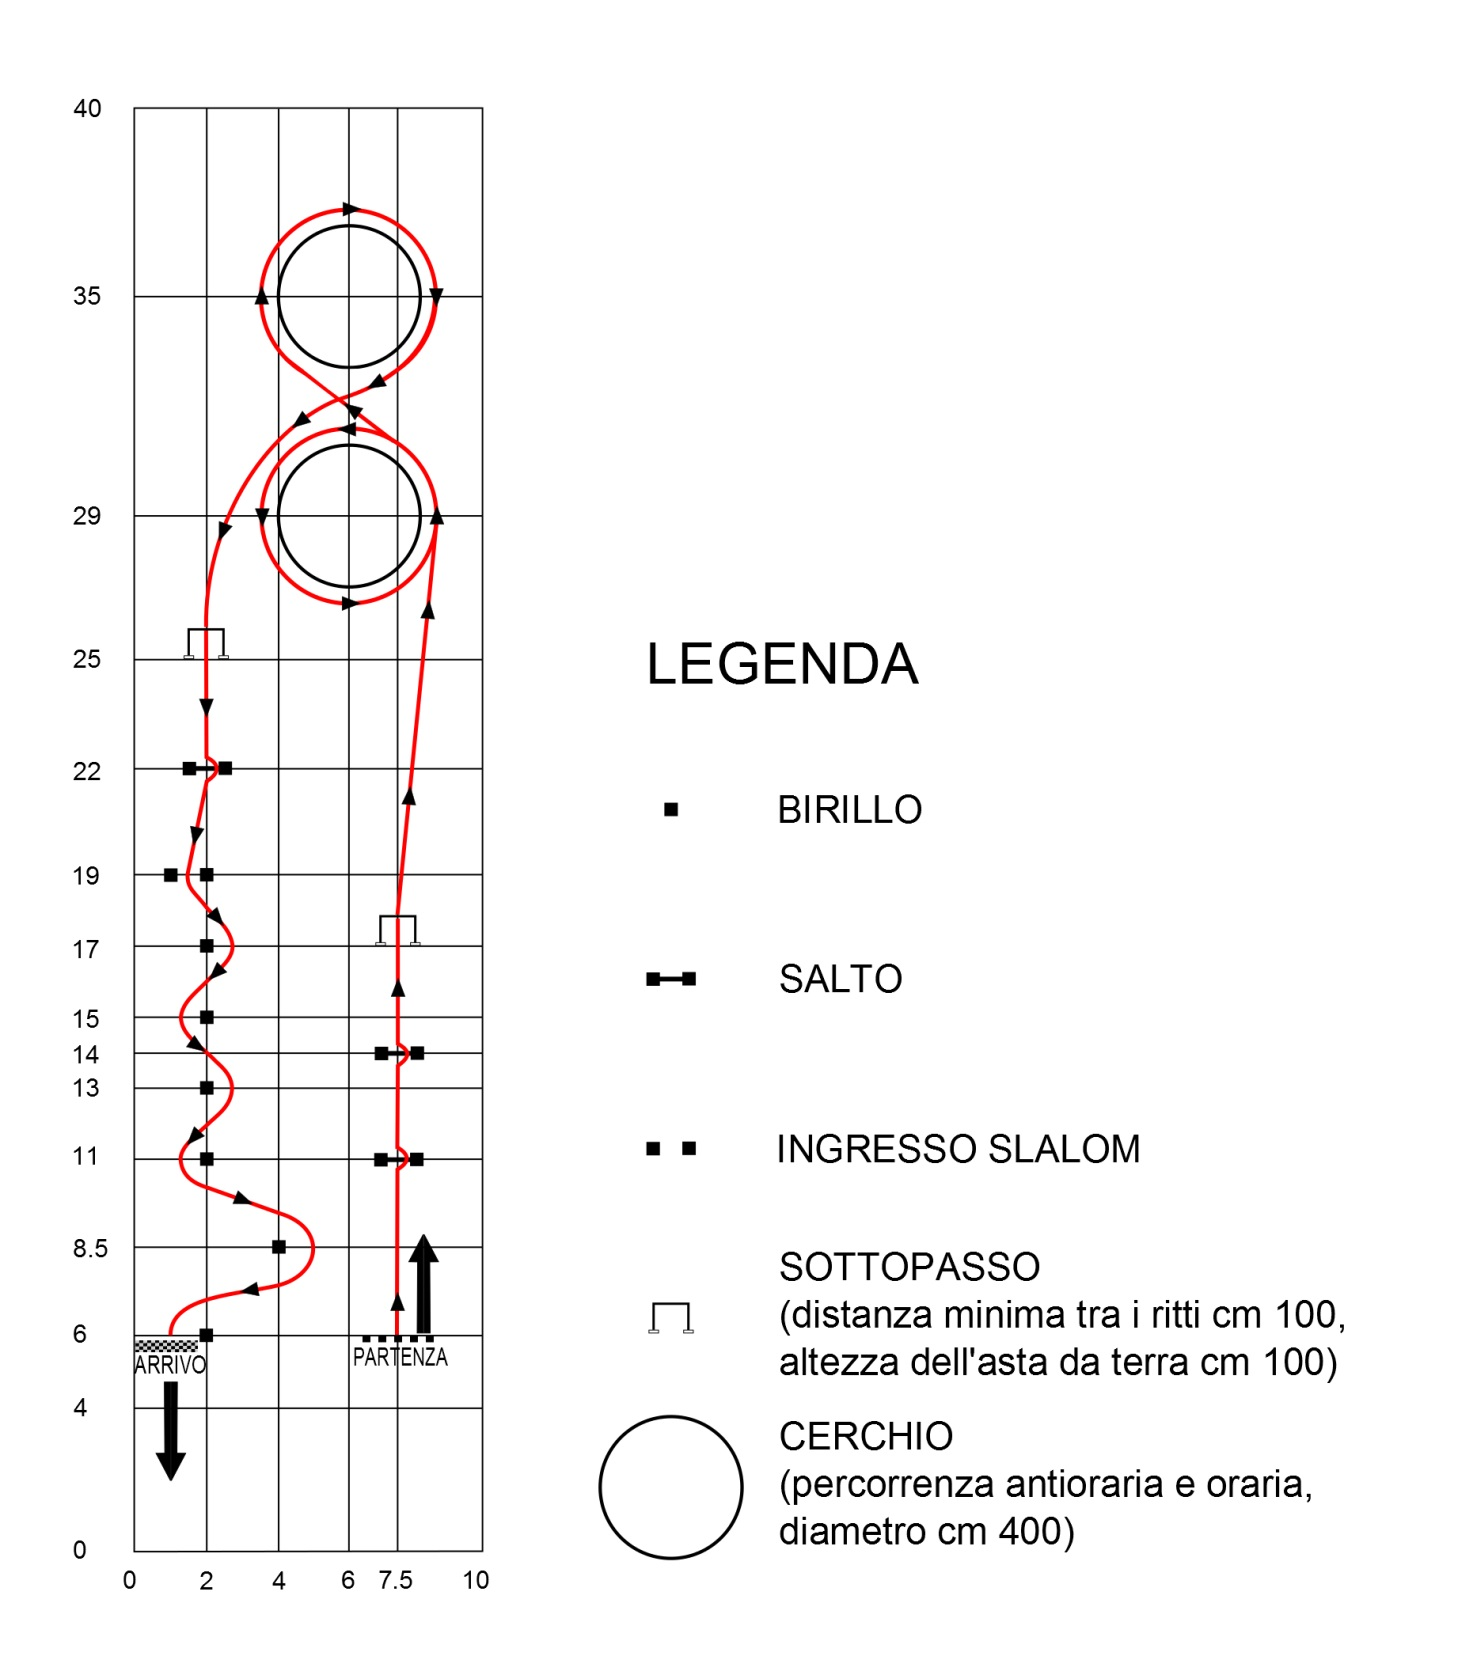 40
35
29
25
22
19
17
15
14
13
11
8.5
6
4
0
0 2 4 6 7.5 10
ARRIVO
PARTENZA
LEGENDA
BIRILLO
SALTO
INGRESSO SLALOM
SOTTOPASSO
(distanza minima tra i ritti cm 100,
altezza dell'asta da terra cm 100)
CERCHIO
(percorrenza antioraria e oraria,
diametro cm 400)